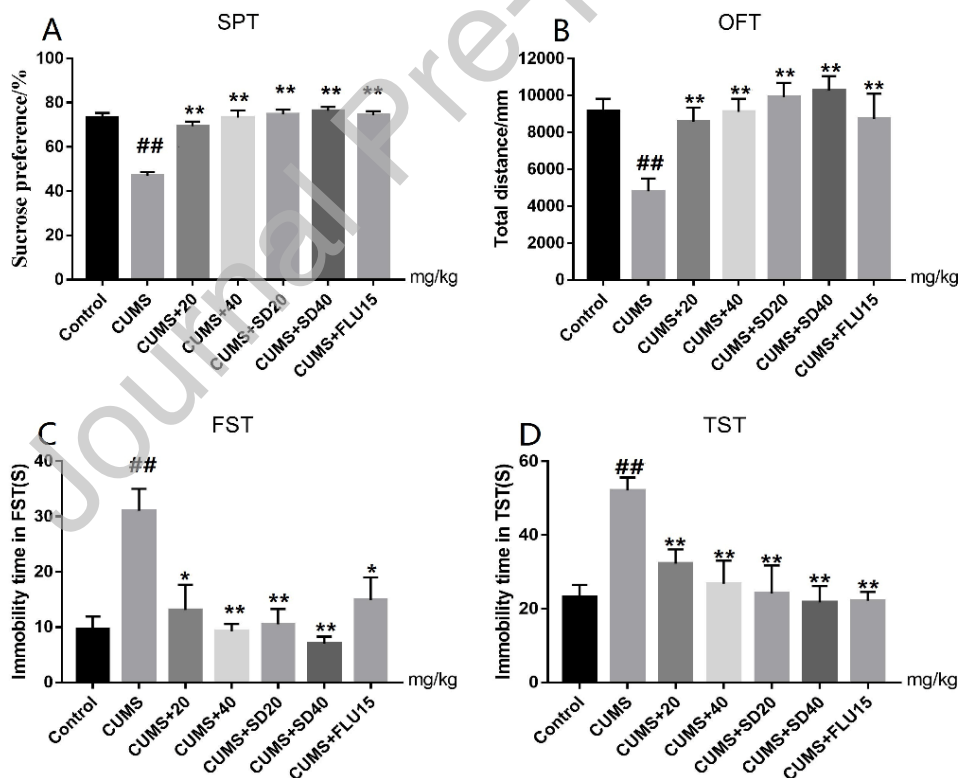 A
SPT
Sucrose preference/%
100
80
60
40
20
0
##
**
**
**
**
**
mg/kg
Control
CUMS
CUMS+20
CUMS+40
CUMS+SD20
CUMS+SD40
CUMS+FLU15
B
OFT
Total distance/mm
12000
10000
8000
6000
4000
2000
0
##
**
**
**
**
**
mg/kg
Control
CUMS
CUMS+20
CUMS+40
CUMS+SD20
CUMS+SD40
CUMS+FLU15
C
FST
Immobility time in FST(S)
40
30
20
10
0
##
*
**
**
**
*
mg/kg
Control
CUMS
CUMS+20
CUMS+40
CUMS+SD20
CUMS+SD40
CUMS+FLU15
D
TST
Immobility time in TST(S)
60
40
20
0
##
**
**
**
**
**
mg/kg
Control
CUMS
CUMS+20
CUMS+40
CUMS+SD20
CUMS+SD40
CUMS+FLU15
Journal Pre-